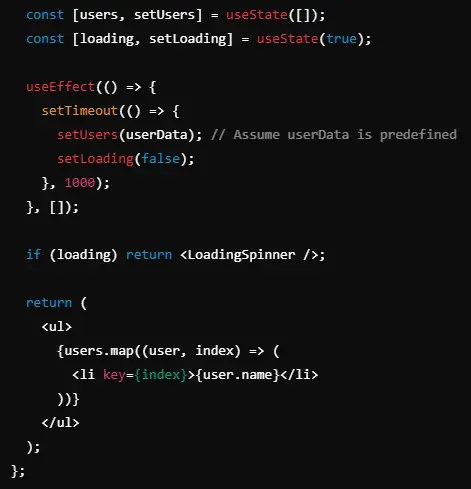 const [users, setUsers] = useState([]);
const [loading, setLoading] = useState(true);
useEffect(() => {
setTimeout(() => {
setUsers(userData); // Assume userData is predefined
setLoading(false);
}, 1000);
}, []);
if (loading) return <LoadingSpinner />;
return (
<ul>
{users.map((user, index) => (
<li key={index}>{user.name}</li>
))}
</ul>
);
};